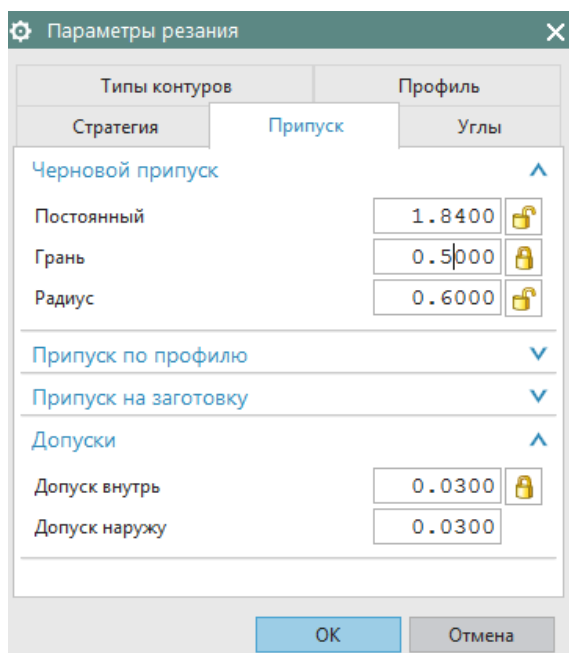 Параметры резания
Типы контуров Профиль
Стратегия Припуск Углы
Черновой припуск
Постоянный 1.8400
Грань 0.5000
Радиус 0.6000
Припуск по профилю
Припуск на заготовку
Допуски
Допуск внутрь 0.0300
Допуск наружу 0.0300
OK Отмена